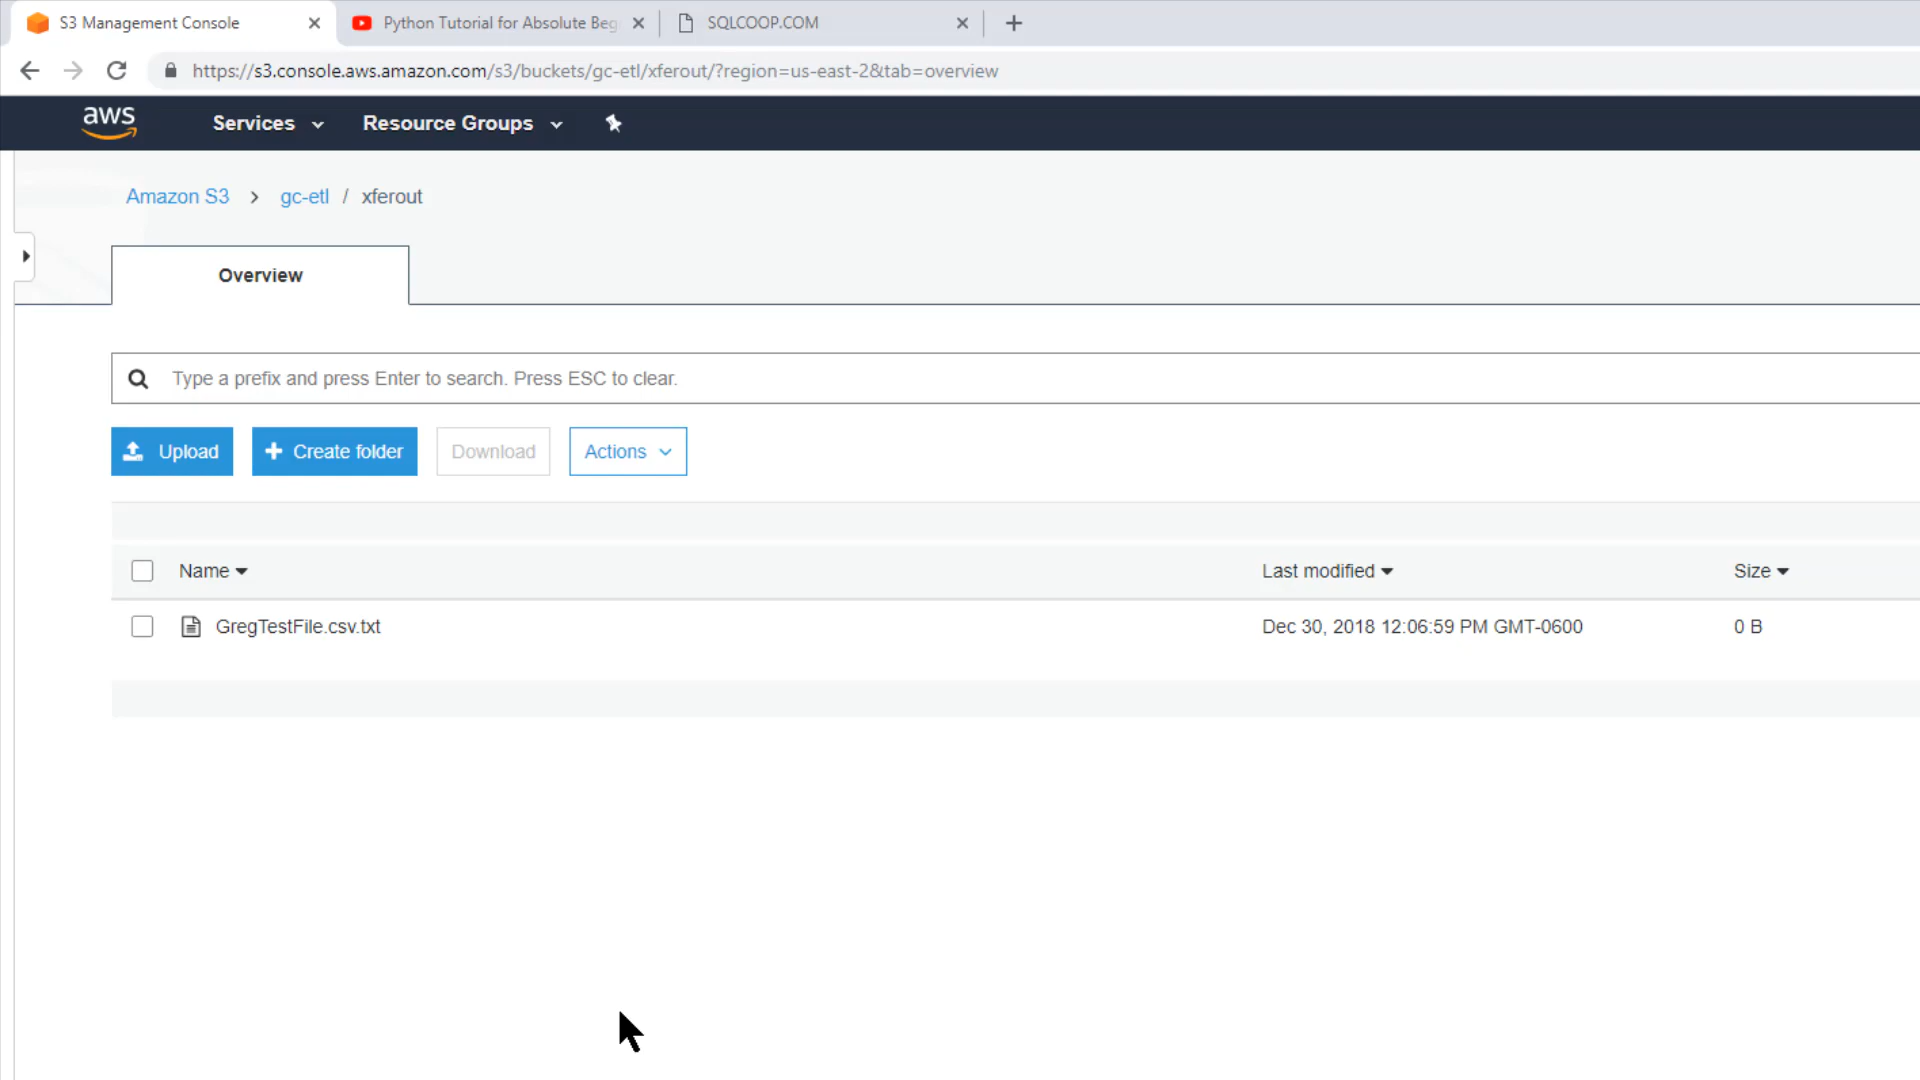 S3 Management Console
Python Tutorial for Absolute Beg
SQLCOOP.COM
https://s3.console.aws.amazon.com/s3/buckets/gc-etl/xferout/?region=us-east-2&tab=overview
aws
Services
Resource Groups
Amazon S3 > gc-etl / xferout
Overview
Type a prefix and press Enter to search. Press ESC to clear.
Upload
+ Create folder
Download
Actions
Name
Last modified
Size
GregTestFile.csv.txt
Dec 30, 2018 12:06:59 PM GMT-0600
0 B